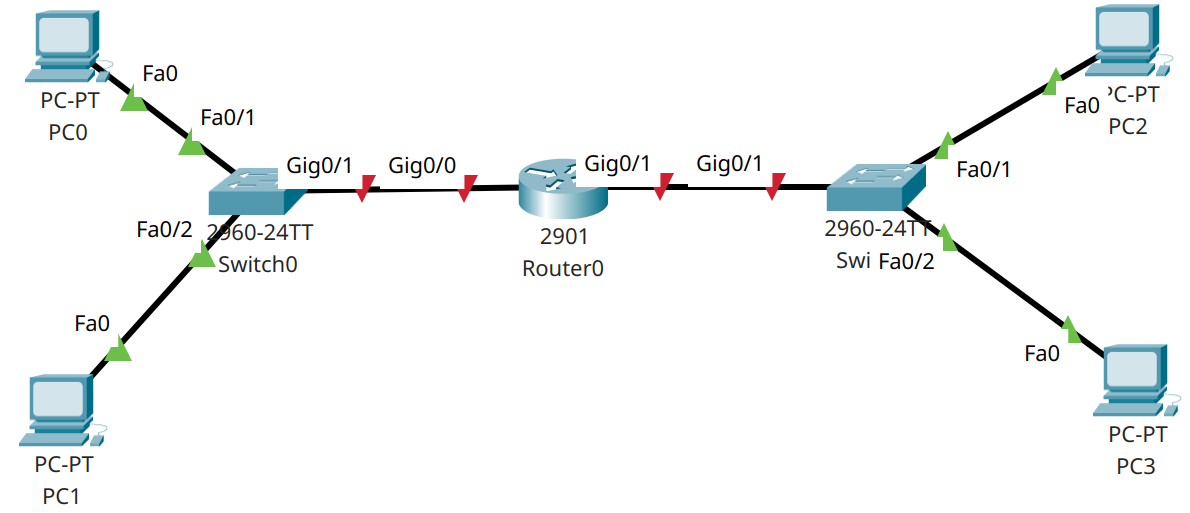 Fa0
PC-PT
PC0
Fa0/1
Gig0/1
Gig0/0
Gig0/1
Gig0/1
Fa0
PC-PT
PC2
Fa0/1
Fa0/2
2960-24TT
Switch0
2901
Router0
2960-24TT
Swi
Fa0/2
Fa0
PC-PT
PC1
Fa0
PC-PT
PC3